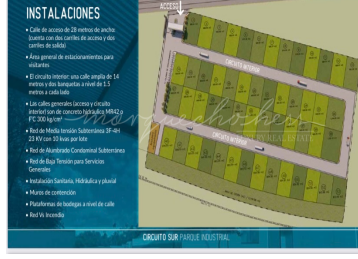 INSTALACIONES
ACCESO
• Calle de acceso de 28 metros de ancho
(cuenta con dos carriles de acceso y dos
carriles de salida)
• Área general de estacionamientos para
visitantes
• El circuito interior: una calle amplia de 14
metros y dos banquetas a nivel de 1.5
metros a cada lado
• Las calles generales (acceso y circuito
interior) son de concreto hidráulico MR42 o
F'C 300 kg/cm²
• Red de Media tensión Subterránea 3F-4H
23 KV con 10 kvas por lote
• Red de Alumbrado Condominal Subterránea
• Red de Baja Tensión para Servicios
Generales
• Instalación Sanitaria, Hidráulica y pluvial
• Muros de contención
• Plataformas de bodegas a nivel de calle
• Red Vs Incendio
CIRCUITO INTERIOR
CIRCUITO INTERIOR
REAL ESTATE
CIRCUITO SUR PARQUE INDUSTRIAL